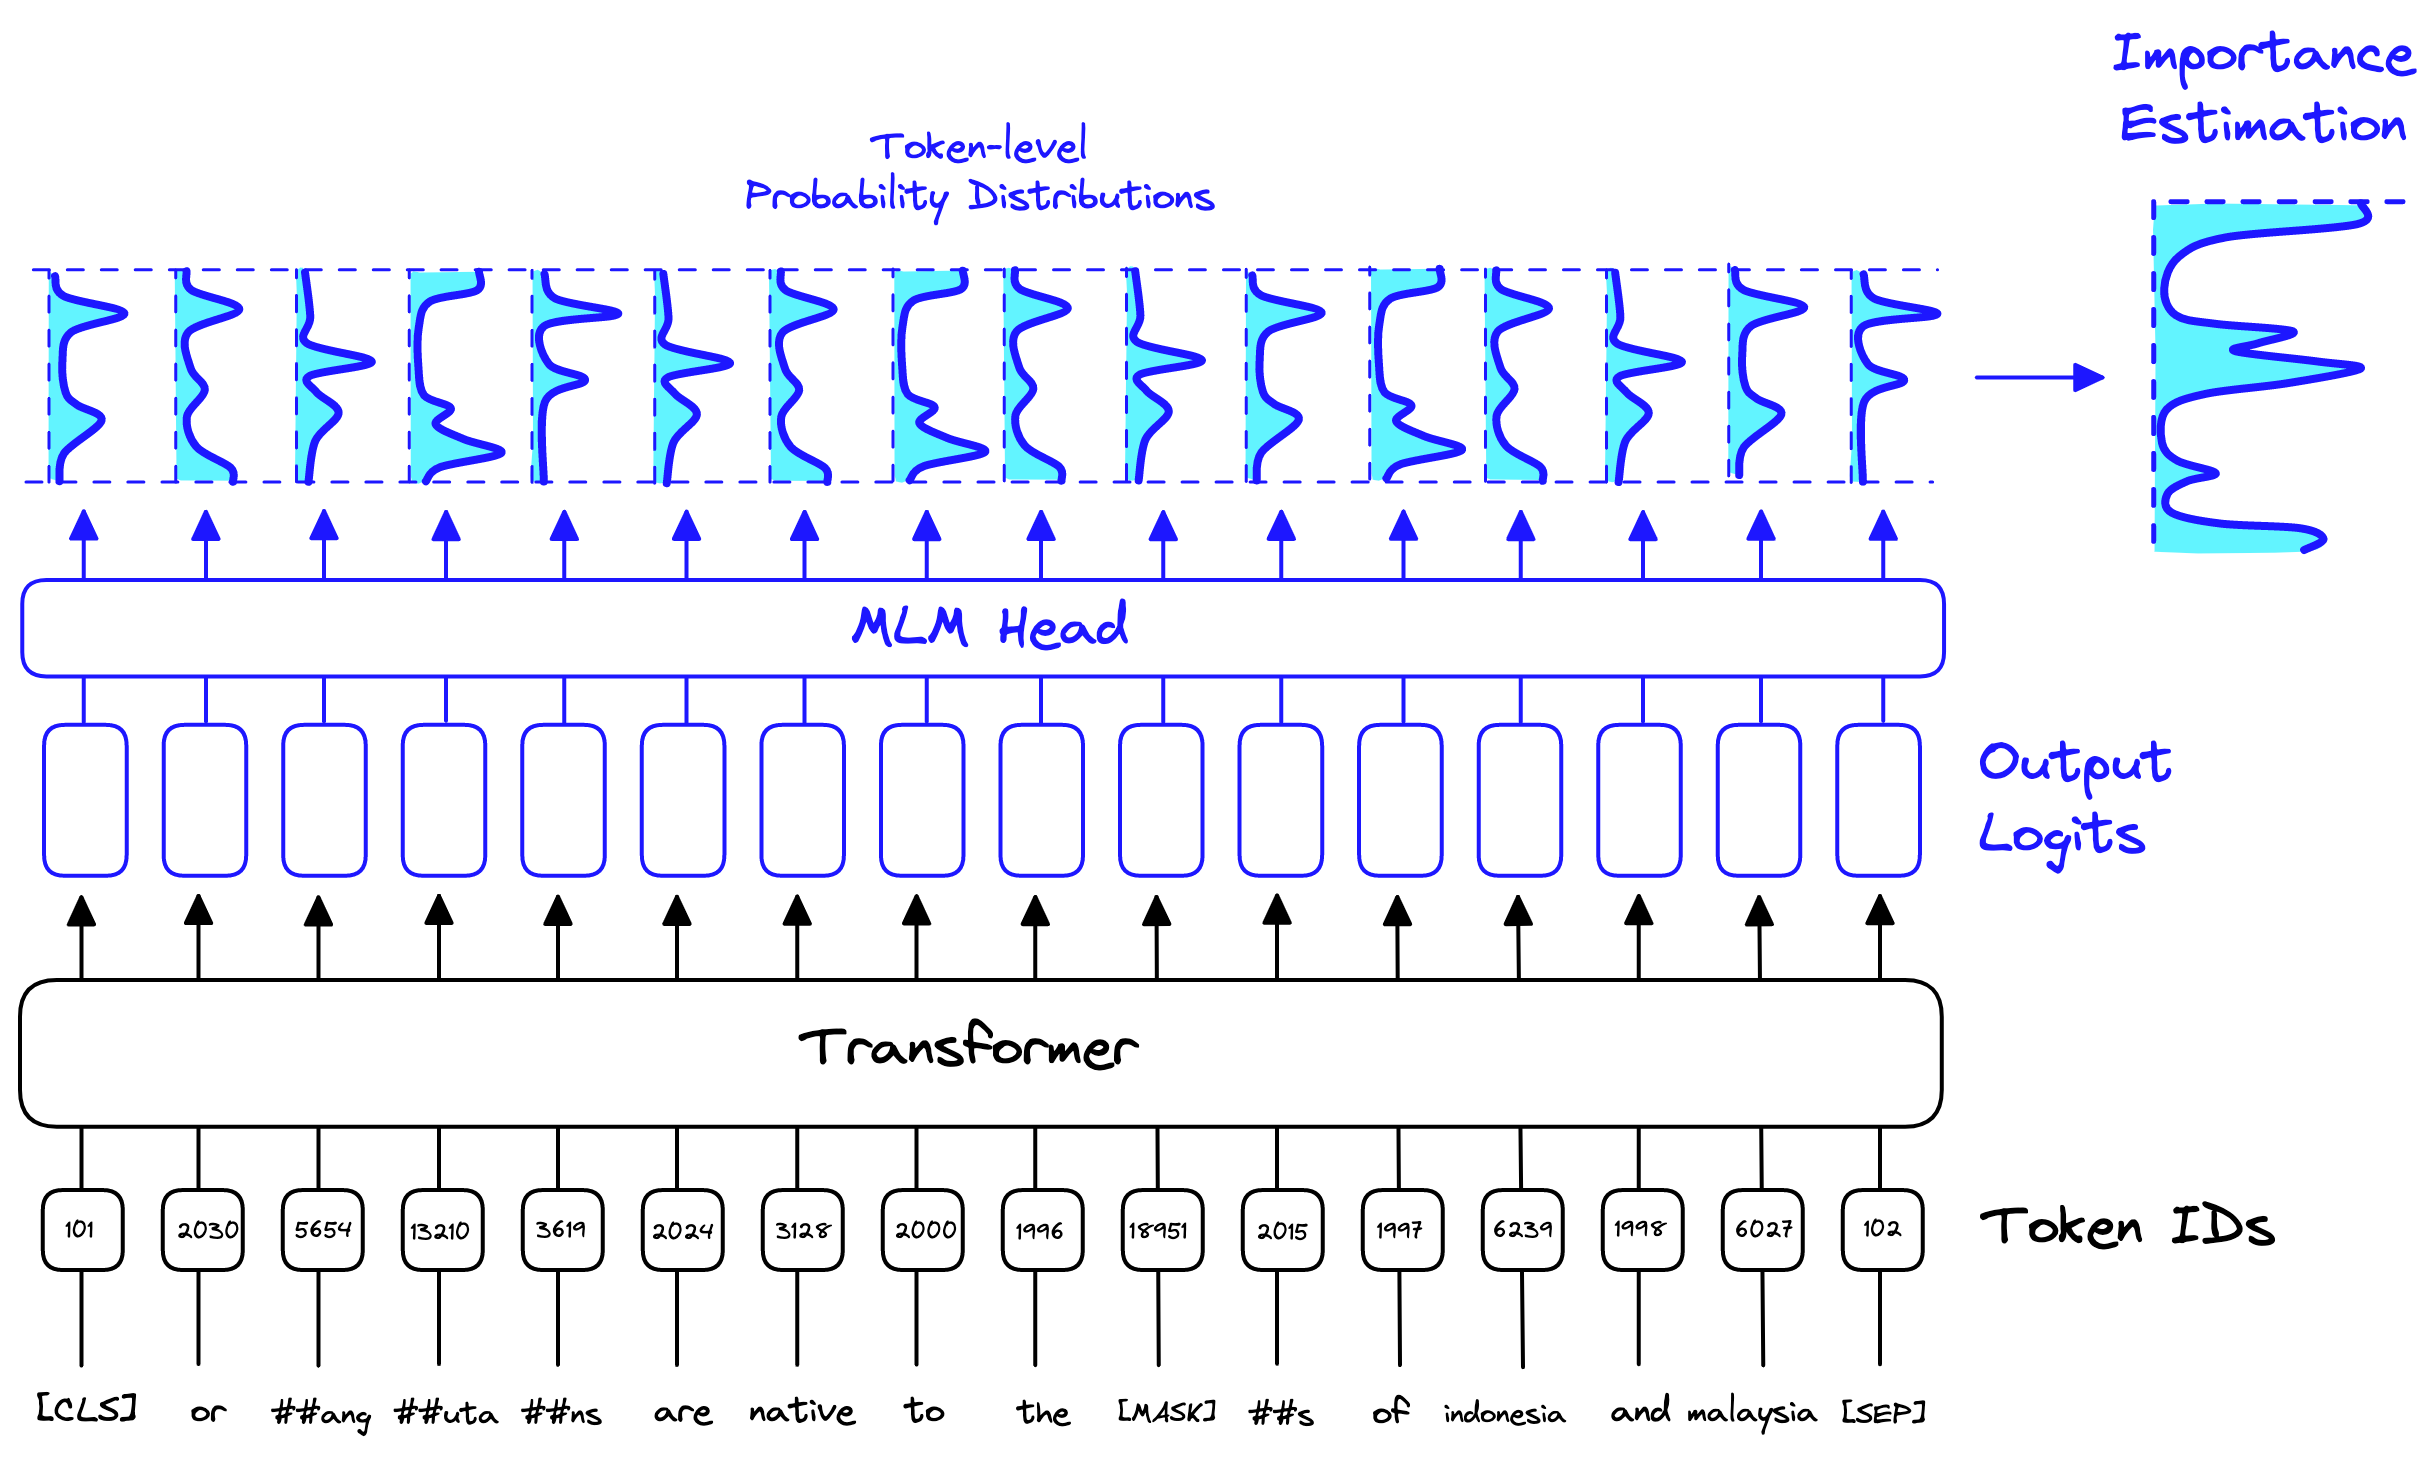 Importance
Estimation
Token-level
Probability Distributions
MLM Head
Output
Logits
Transformer
101 2030 5654 13210 3619 2024 3128 2000 1996 18951 2015 1997 6239 1998 6027 102
Token IDs
[CLS] or ##ang ##uta ##ns are native to the [MASK] ##s of indonesia and malaysia [SEP]